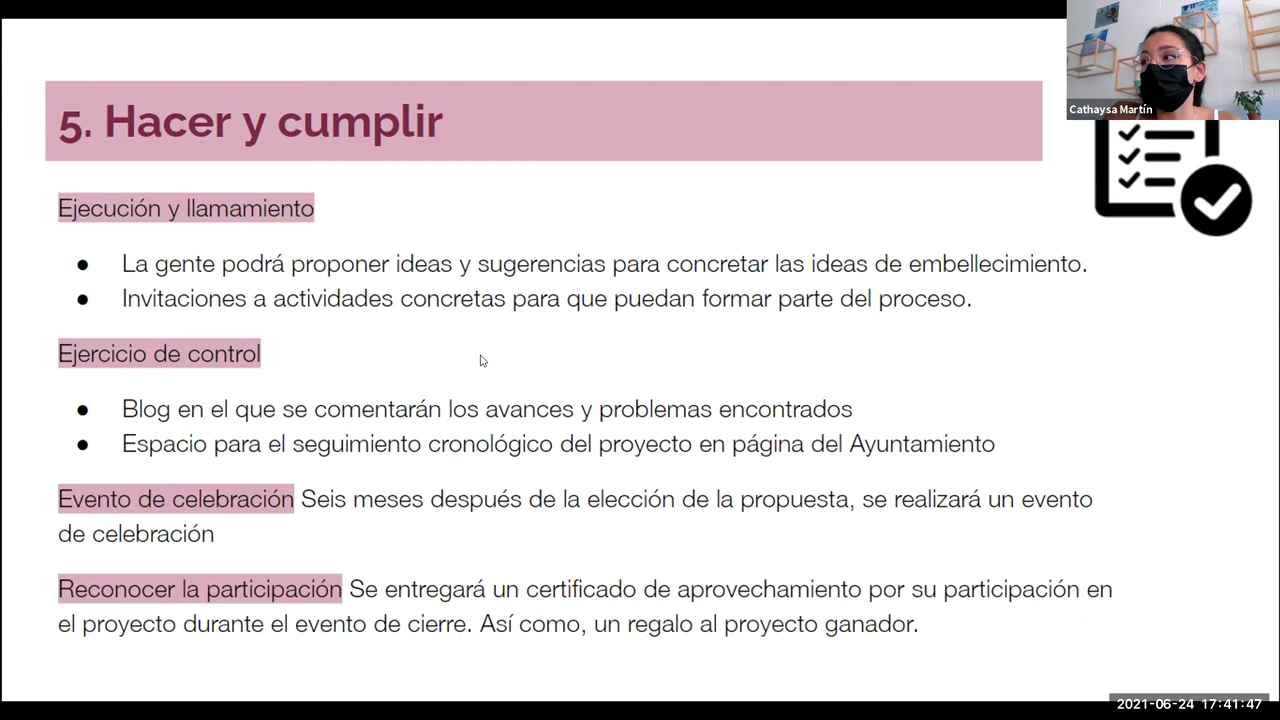 Cathaysa Martín
5. Hacer y cumplir
Ejecución y llamamiento
● La gente podrá proponer ideas y sugerencias para concretar las ideas de embellecimiento.
● Invitaciones a actividades concretas para que puedan formar parte del proceso.
Ejercicio de control
● Blog en el que se comentarán los avances y problemas encontrados
● Espacio para el seguimiento cronológico del proyecto en página del Ayuntamiento
Evento de celebración Seis meses después de la elección de la propuesta, se realizará un evento
de celebración
Reconocer la participación Se entregará un certificado de aprovechamiento por su participación en
el proyecto durante el evento de cierre. Así como, un regalo al proyecto ganador.
2021-06-24 17:41:47